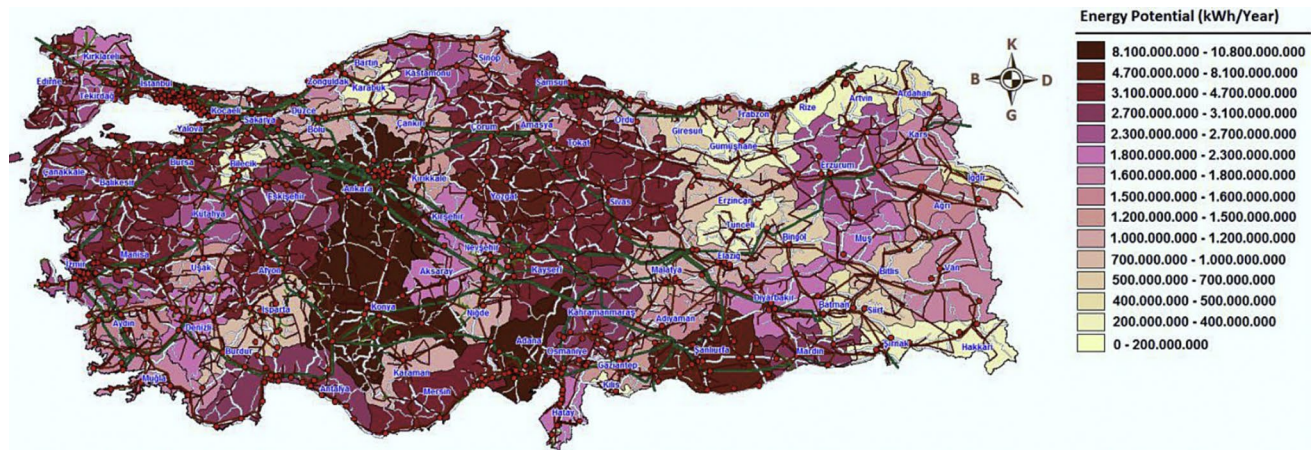 Energy Potential (kWh/Year)
8.100.000.000 - 10.800.000.000
4.700.000.000 - 8.100.000.000
3.100.000.000 - 4.700.000.000
2.700.000.000 - 3.100.000.000
2.300.000.000 - 2.700.000.000
1.800.000.000 - 2.300.000.000
1.600.000.000 - 1.800.000.000
1.500.000.000 - 1.600.000.000
1.200.000.000 - 1.500.000.000
1.000.000.000 - 1.200.000.000
700.000.000 - 1.000.000.000
500.000.000 - 700.000.000
400.000.000 - 500.000.000
200.000.000 - 400.000.000
0 - 200.000.000
K
B
D
G
Kırklareli
Edirne
Tekirdağ
İstanbul
Kocaeli
Yalova
Sakatya
Düzce
Zonguldak
Bartın
Karabük
Kastamonu
Sinop
Samsun
Bolu
Çankırı
Çorum
Amasya
Ordu
Tokat
Giresun
Trabzon
Gümüşhane
Rize
Artvin
Ardahan
Kars
Iğdır
Ağrı
Erzurum
Erzincan
Tunceli
Bingöl
Muş
Bitlis
Van
Çanakkale
Balıkesir
Bursa
Bilecik
Eskişehir
Kütahya
Ankara
Kırıkkale
Kırşehir
Yozgat
Sivas
Nevşehir
Kayseri
Aksaray
Niğde
Malatya
Elazığ
Diyarbakır
Batman
Siirt
Şırnak
Hakkari
İzmir
Manisa
Uşak
Afyon
Konya
Isparta
Aydın
Denizli
Burdur
Muğla
Antalya
Karaman
Mersin
Adana
Osmaniye
Kahramanmaraş
Adıyaman
Gaziantep
Kilis
Hatay
Şanlıurfa
Mardin